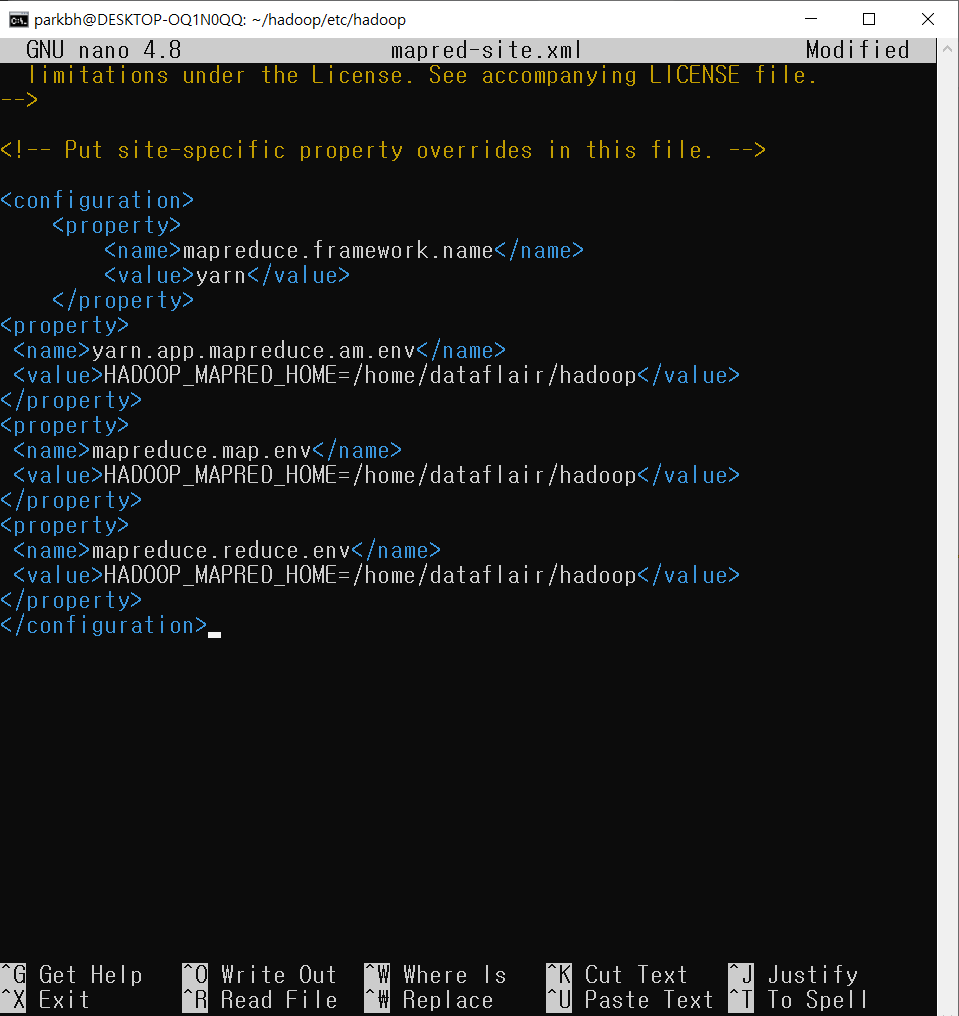 parkbh@DESKTOP-OQ1N0QQ: ~/hadoop/etc/hadoop
GNU nano 4.8 mapred-site.xml Modified
limitations under the License. See accompanying LICENSE file.
-->
<!-- Put site-specific property overrides in this file. -->
<configuration>
<property>
<name>mapreduce.framework.name</name>
<value>yarn</value>
</property>
<property>
<name>yarn.app.mapreduce.am.env</name>
<value>HADOOP_MAPRED_HOME=/home/dataflair/hadoop</value>
</property>
<property>
<name>mapreduce.map.env</name>
<value>HADOOP_MAPRED_HOME=/home/dataflair/hadoop</value>
</property>
<property>
<name>mapreduce.reduce.env</name>
<value>HADOOP_MAPRED_HOME=/home/dataflair/hadoop</value>
</property>
</configuration>
^G Get Help ^O Write Out ^W Where Is ^K Cut Text ^J Justify
^X Exit ^R Read File ^₩ Replace ^U Paste Text ^T To Spell